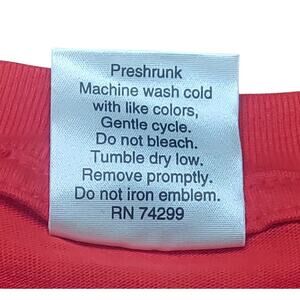 Preshrunk
Machine wash cold
with like colors,
Gentle cycle.
Do not bleach.
Tumble dry low.
Remove promptly.
Do not iron emblem.
RN 74299